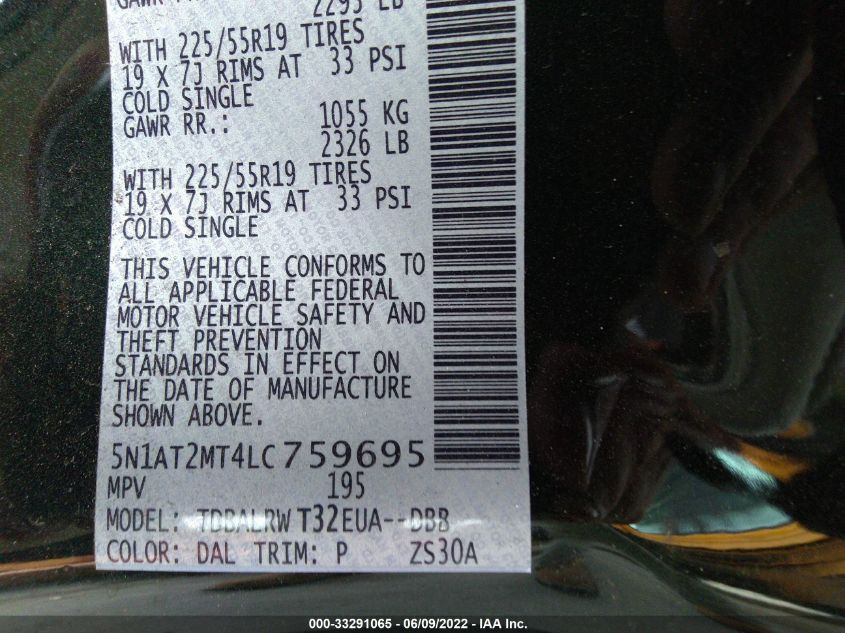 GAWR
2293 LB
WITH 225/55R19 TIRES
19 X 7J RIMS AT 33 PSI
COLD SINGLE
GAWR RR.: 1055 KG
2326 LB
WITH 225/55R19 TIRES
19 X 7J RIMS AT 33 PSI
COLD SINGLE
THIS VEHICLE CONFORMS TO
ALL APPLICABLE FEDERAL
MOTOR VEHICLE SAFETY AND
THEFT PREVENTION
STANDARDS IN EFFECT ON
THE DATE OF MANUFACTURE
SHOWN ABOVE.
5N1AT2MT4LC759695
MPV 195
MODEL: TDBALRW T32EUA--DBB
COLOR: DAL TRIM: P ZS30A
000-33291065 - 06/09/2022 - IAA Inc.